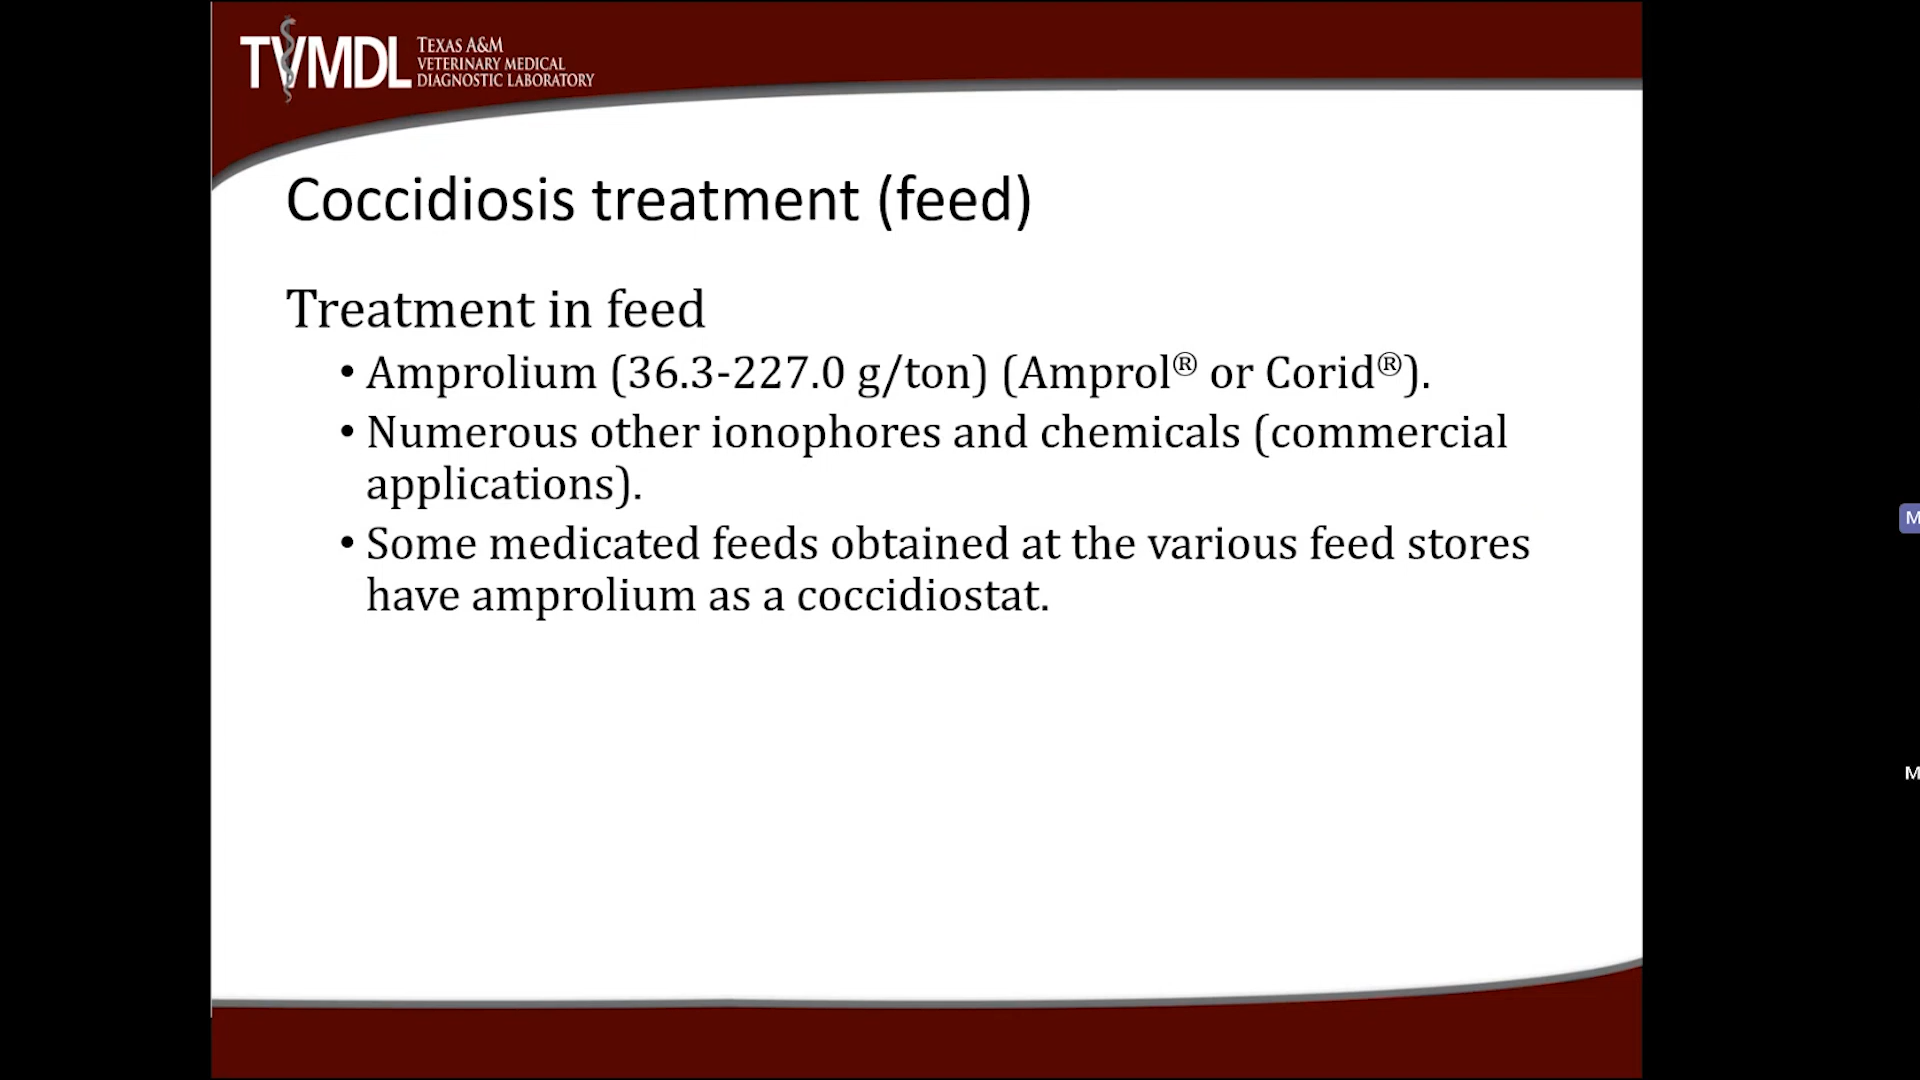 TVMDL
TEXAS A&M
VETERINARY MEDICAL
DIAGNOSTIC LABORATORY
Coccidiosis treatment (feed)
Treatment in feed
• Amprolium (36.3-227.0 g/ton) (Amprol® or Corid®).
• Numerous other ionophores and chemicals (commercial
applications).
• Some medicated feeds obtained at the various feed stores
have amprolium as a coccidiostat.
M
M